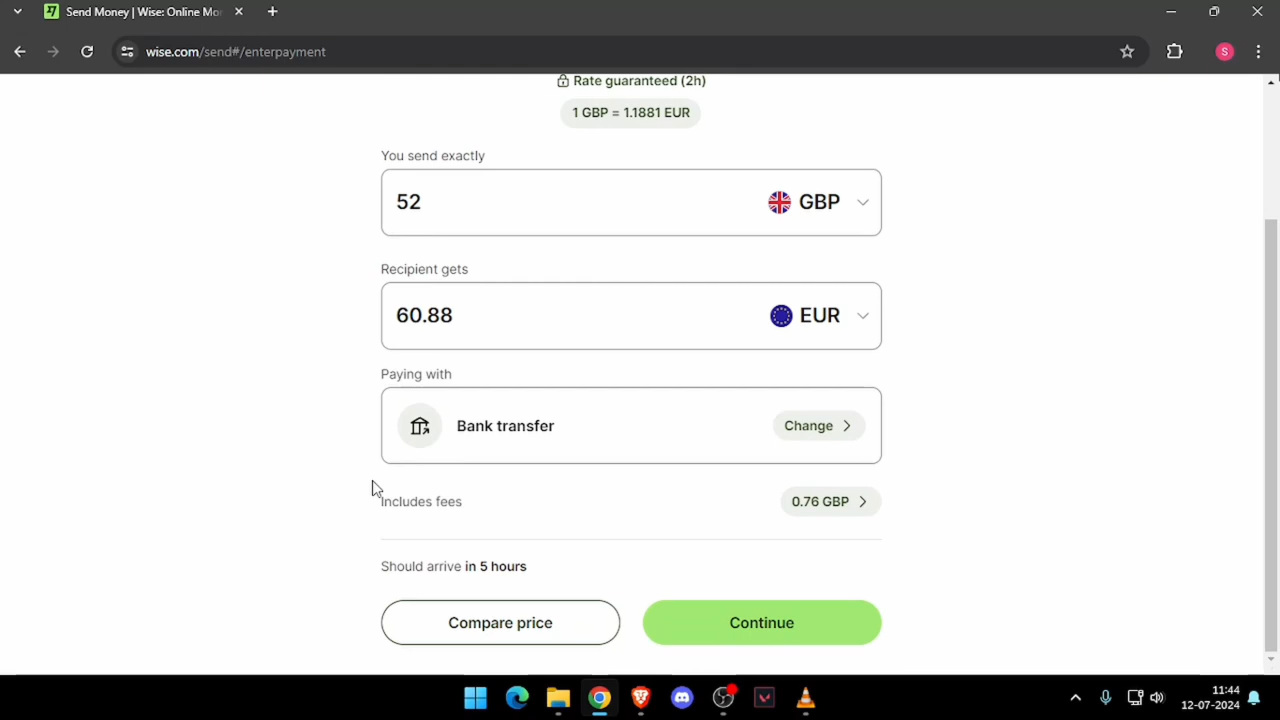 Send Money | Wise: Online Mo
wise.com/send#/enterpayment
S
Rate guaranteed (2h)
1 GBP = 1.1881 EUR
You send exactly
52
GBP
Recipient gets
60.88
EUR
Paying with
Bank transfer
Change
Includes fees
0.76 GBP
Should arrive in 5 hours
Compare price
Continue
11:44
12-07-2024